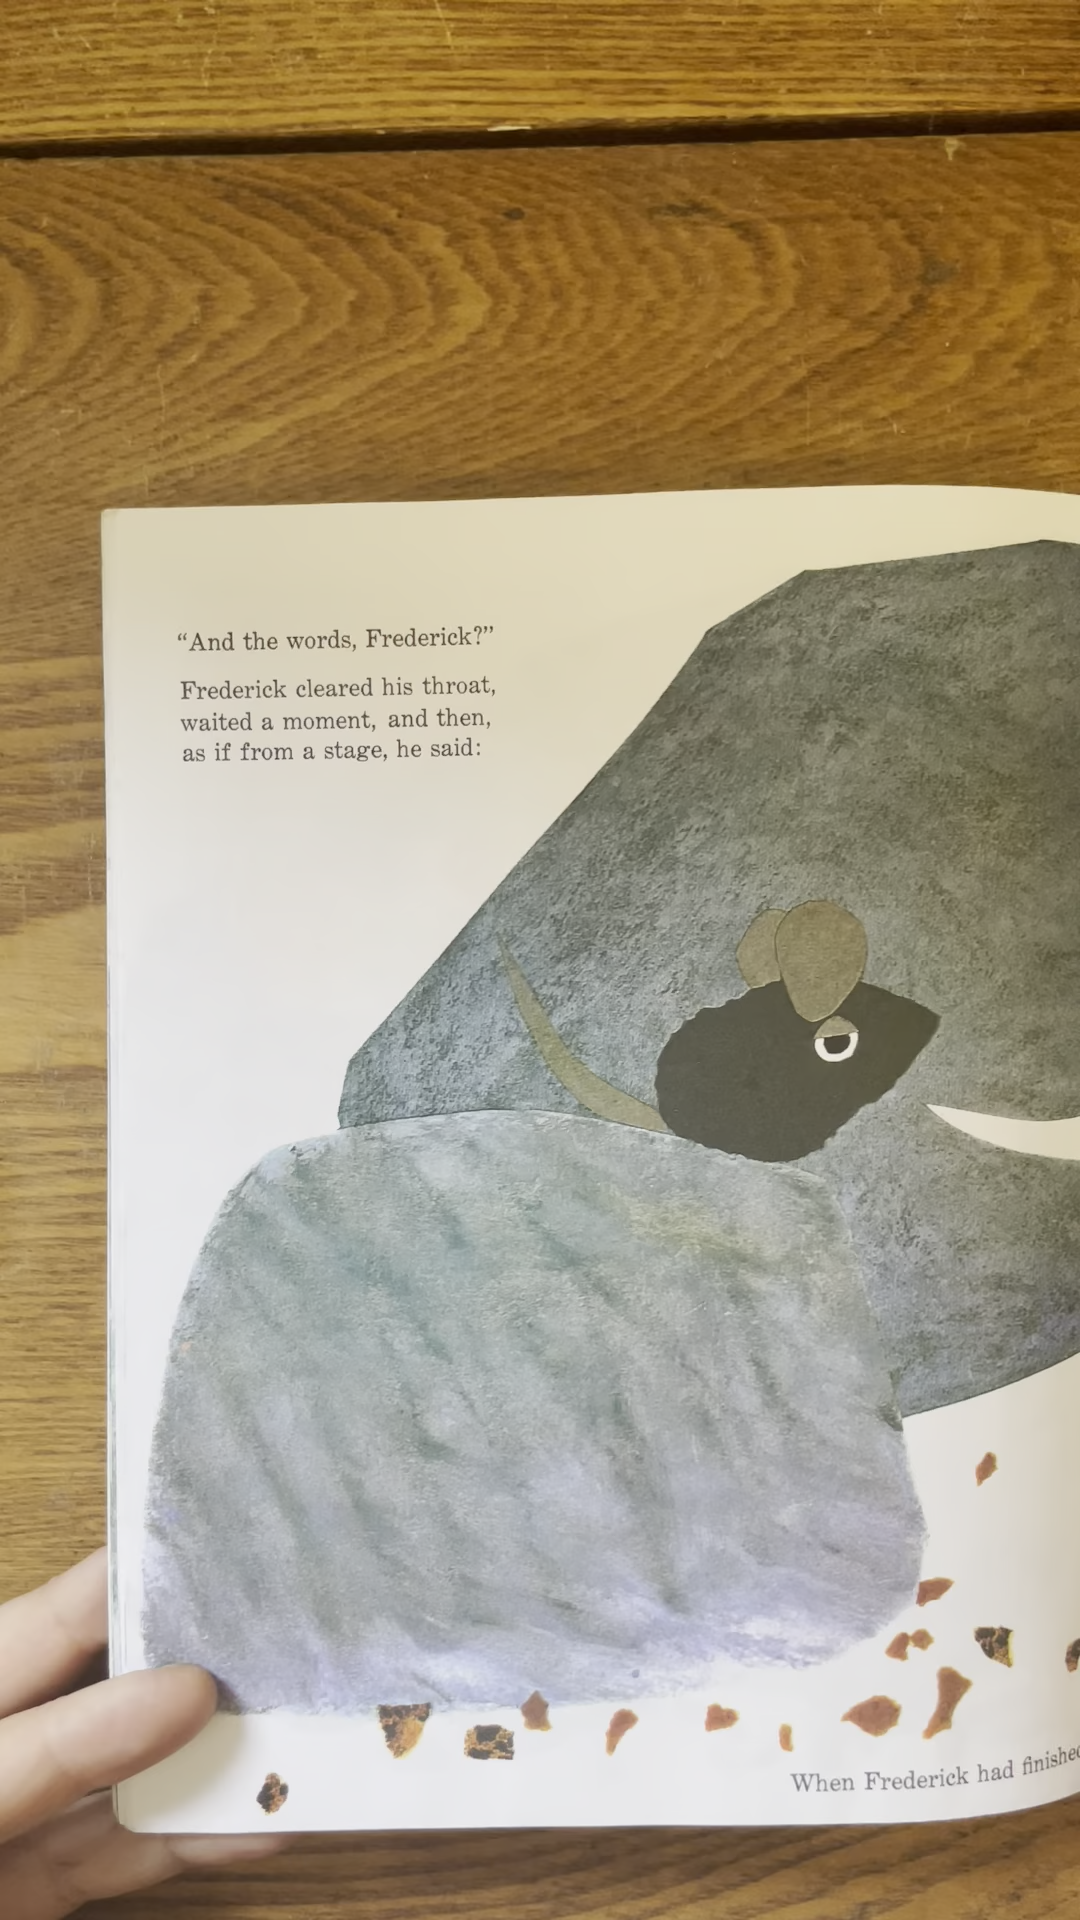 “And the words, Frederick?”
Frederick cleared his throat,
waited a moment, and then,
as if from a stage, he said:
When Frederick had finished